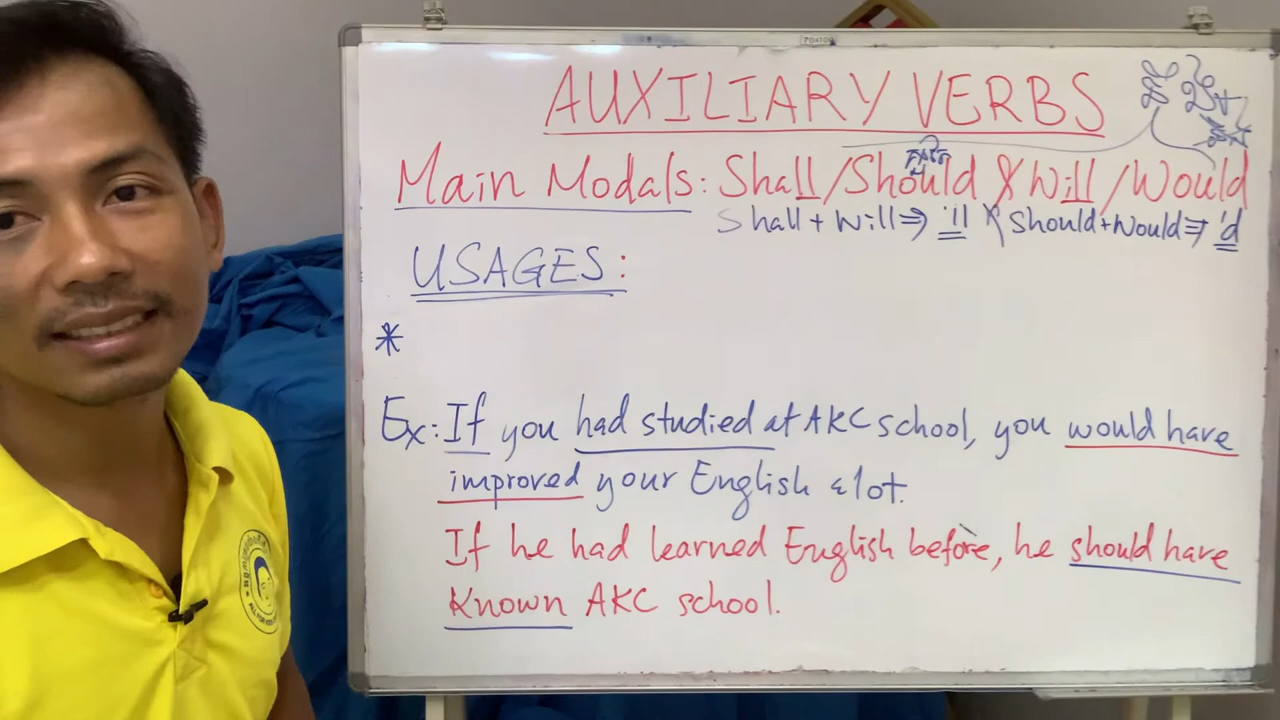 AUXILIARY VERBS
Main Modals: Shall/Should & Will/Would
Shall + Will ⇒ 'll & Should + Would ⇒ 'd
USAGES:
*
Ex: If you had studied at AKC school, you would have
improved your English alot.
If he had learned English before, he should have
known AKC school.